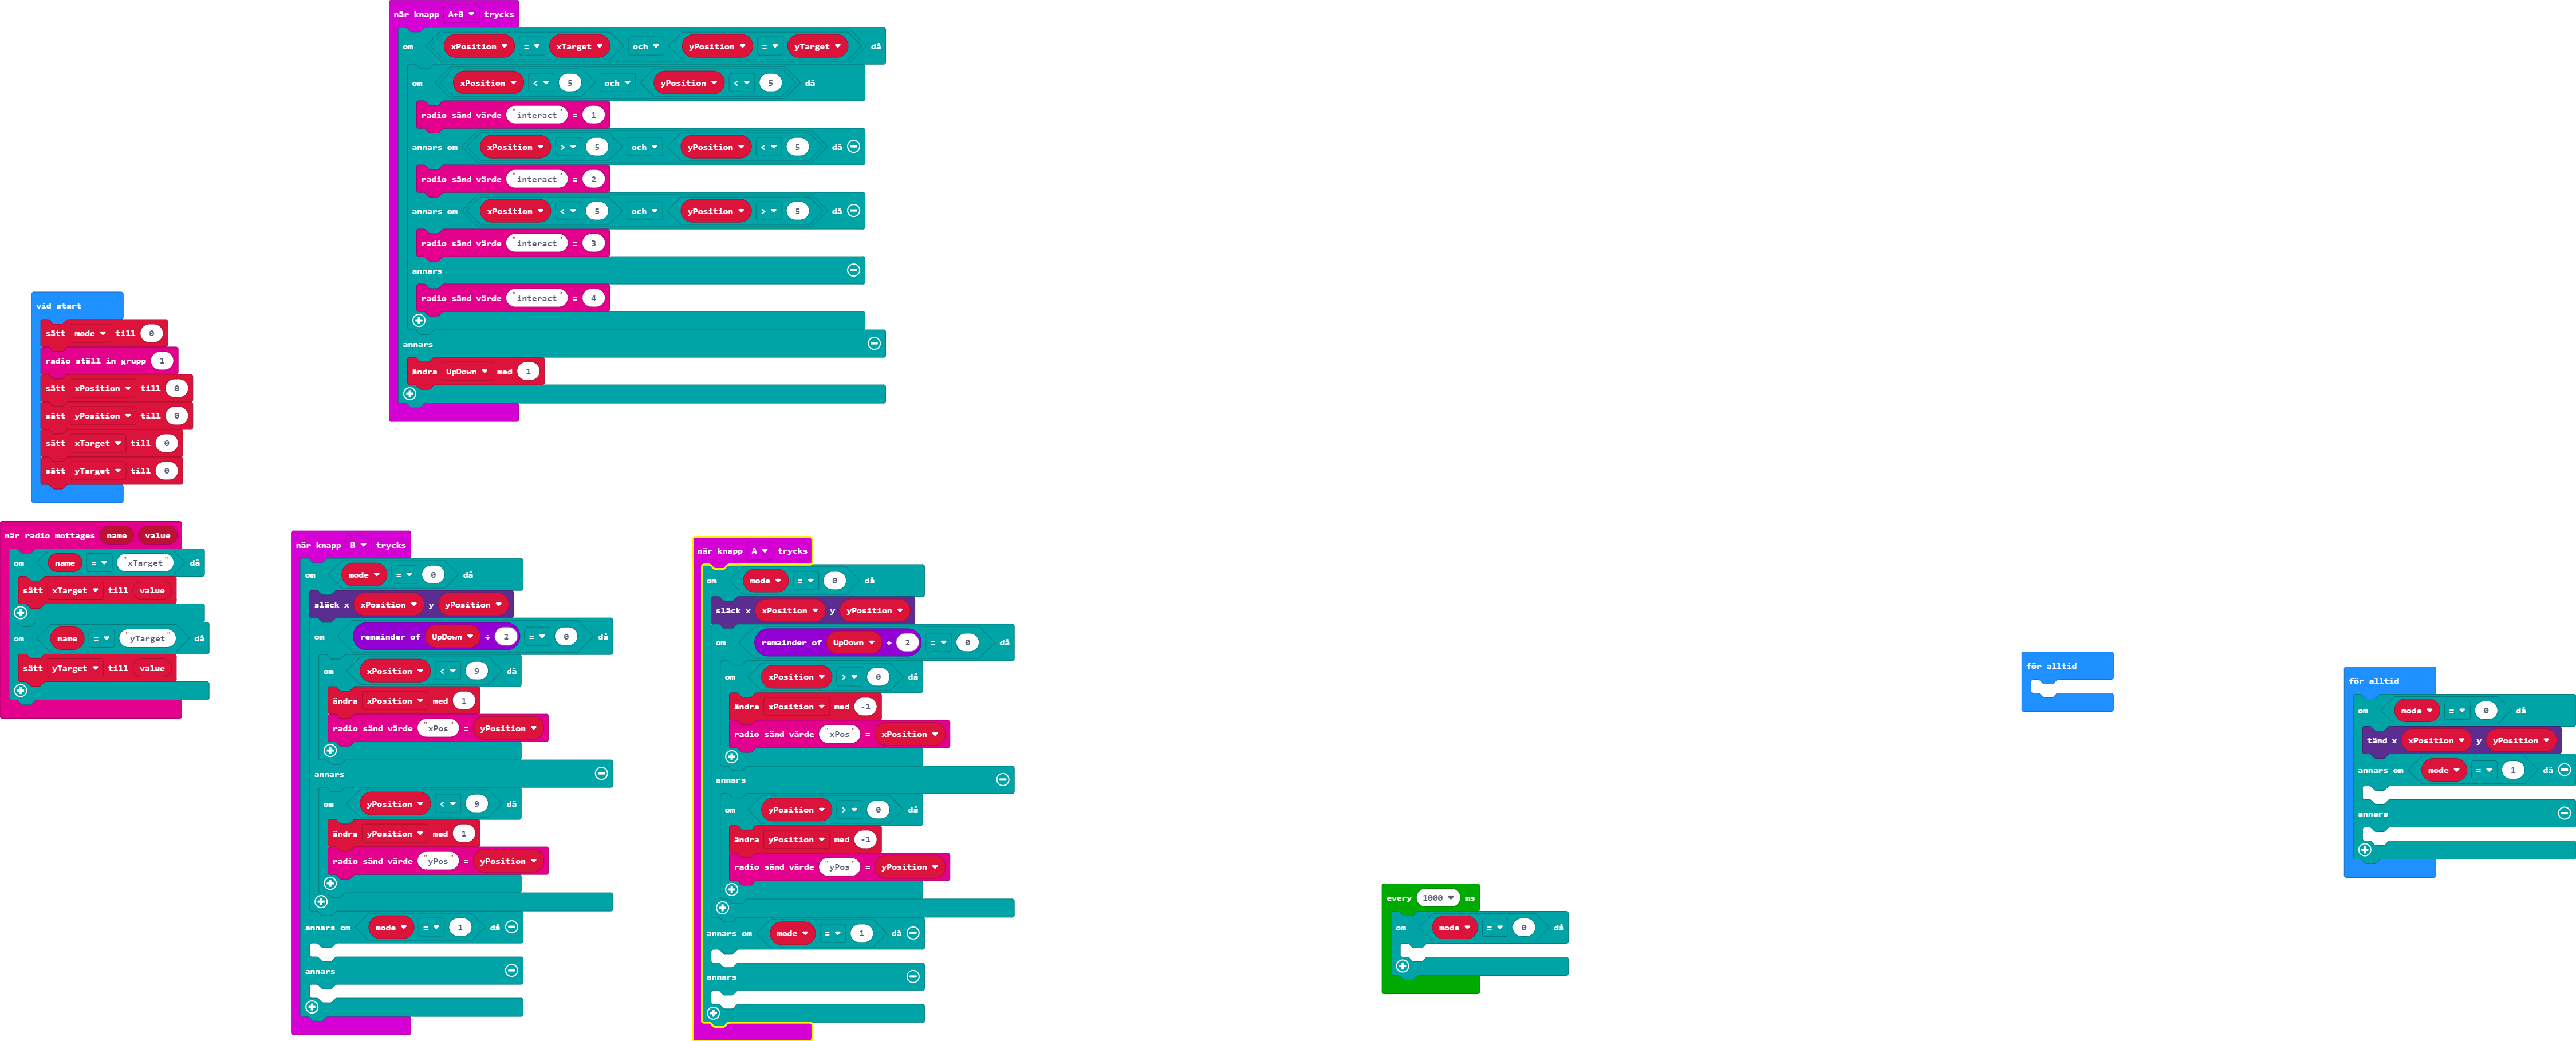 när knapp A+B trycks
om xPosition = xTarget och yPosition = yTarget då
om xPosition < 5 och yPosition < 5 då
radio sänd värde "interact" = 1
annars om xPosition > 5 och yPosition < 5 då
radio sänd värde "interact" = 2
annars om xPosition < 5 och yPosition > 5 då
radio sänd värde "interact" = 3
annars
radio sänd värde "interact" = 4
annars
ändra UpDown med 1
vid start
sätt mode till 0
radio ställ in grupp 1
sätt xPosition till 0
sätt yPosition till 0
sätt xTarget till 0
sätt yTarget till 0
när radio mottages name value
om name = "xTarget" då
sätt xTarget till value
om name = "yTarget" då
sätt yTarget till value
när knapp B trycks
om mode = 0 då
släck x xPosition y yPosition
om remainder of UpDown ÷ 2 = 0 då
om xPosition < 9 då
ändra xPosition med 1
radio sänd värde "xPos" = yPosition
annars
om yPosition < 9 då
ändra yPosition med 1
radio sänd värde "yPos" = yPosition
annars om mode = 1 då
annars
när knapp A trycks
om mode = 0 då
släck x xPosition y yPosition
om remainder of UpDown ÷ 2 = 0 då
om xPosition > 0 då
ändra xPosition med -1
radio sänd värde "xPos" = xPosition
annars
om yPosition > 0 då
ändra yPosition med -1
radio sänd värde "yPos" = yPosition
annars om mode = 1 då
annars
every 1000 ms
om mode = 0 då
för alltid
för alltid
om mode = 0 då
tänd x xPosition y yPosition
annars om mode = 1 då
annars